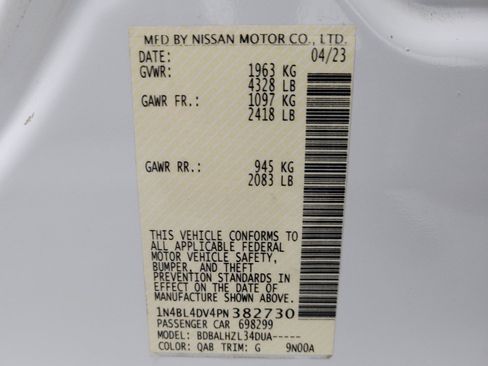 MFD BY NISSAN MOTOR CO., LTD.
DATE: 04/23
GVWR: 1963 KG
4328 LB
GAWR FR.: 1097 KG
2418 LB
GAWR RR.: 945 KG
2083 LB
THIS VEHICLE CONFORMS TO
ALL APPLICABLE FEDERAL
MOTOR VEHICLE SAFETY,
BUMPER, AND THEFT
PREVENTION STANDARDS IN
EFFECT ON THE DATE OF
MANUFACTURE SHOWN ABOVE.
1N4BL4DV4PN382730
PASSENGER CAR 698299
MODEL: BDBALHZL34DUA-----
COLOR: QAB TRIM: G 9N00A